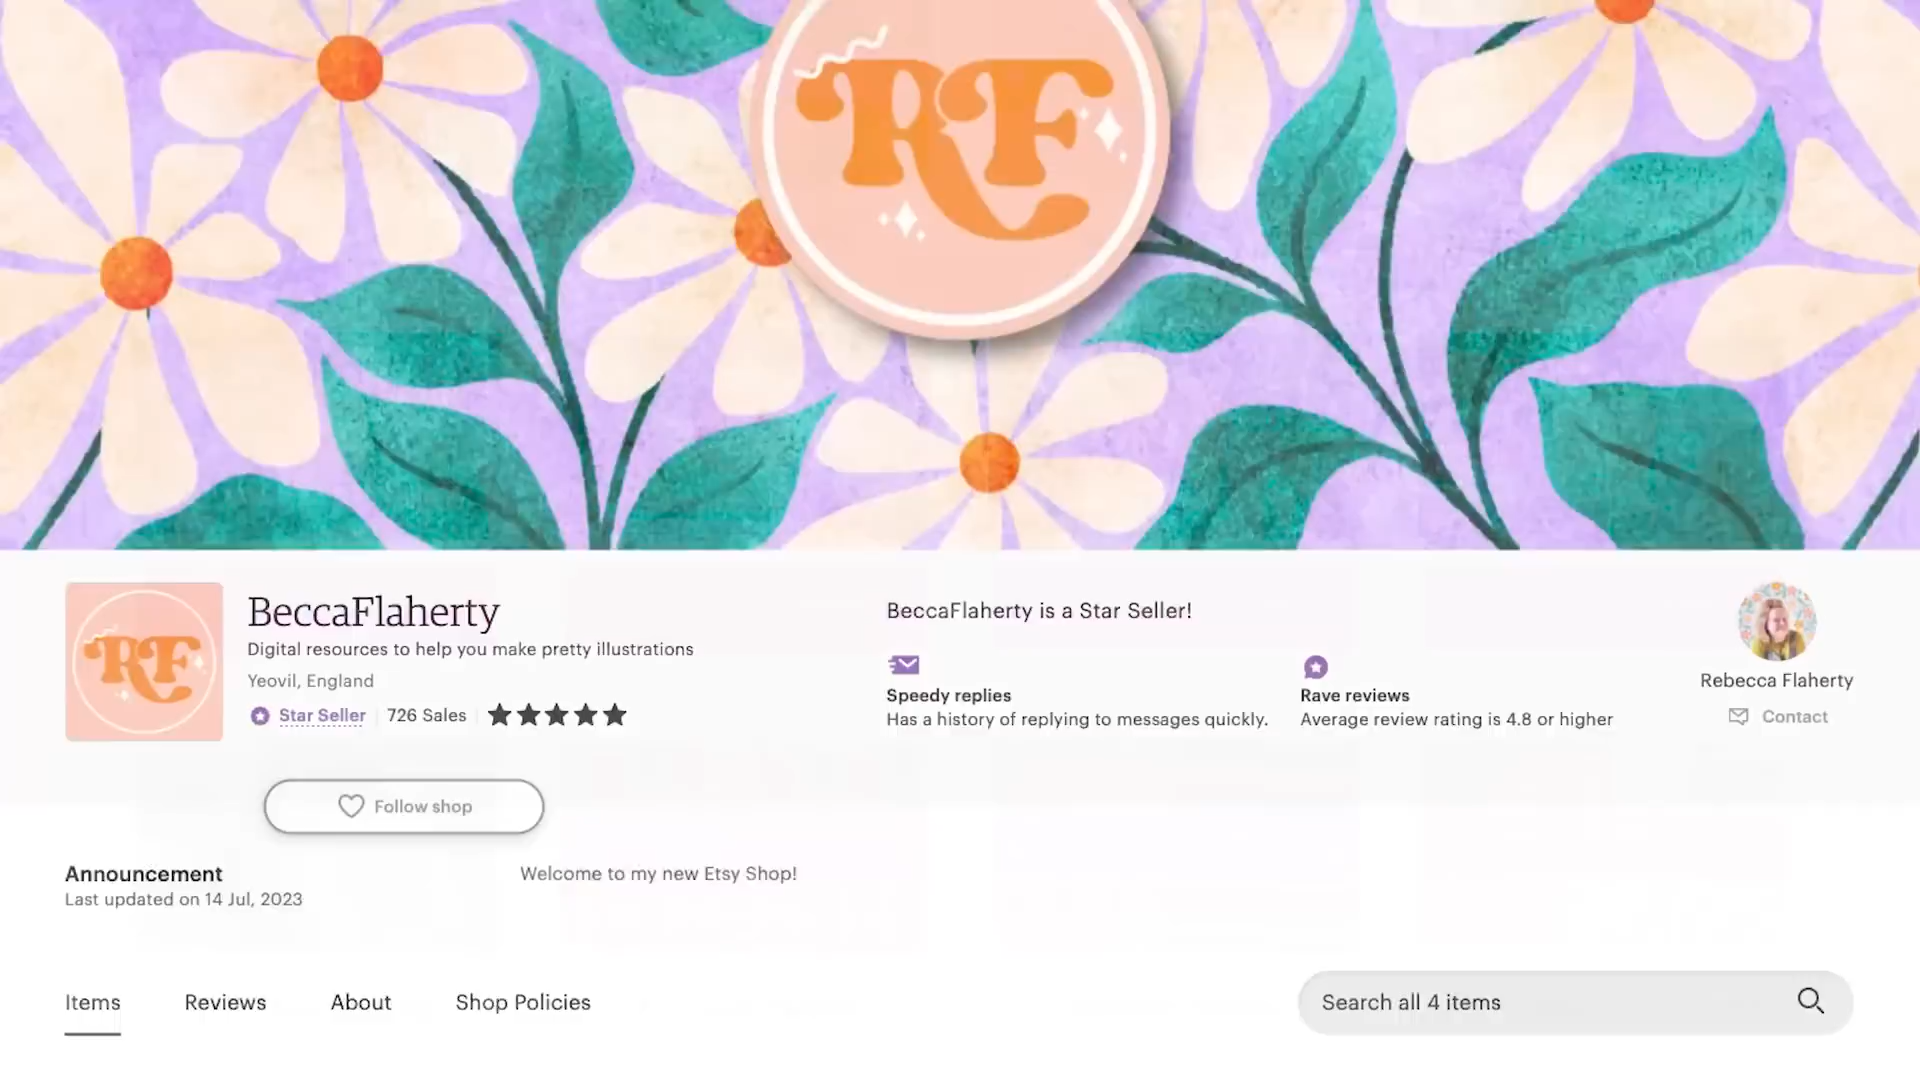 RF
RF
BeccaFlaherty
Digital resources to help you make pretty illustrations
Yeovil, England
Star Seller
726 Sales
BeccaFlaherty is a Star Seller!
Speedy replies
Has a history of replying to messages quickly.
Rave reviews
Average review rating is 4.8 or higher
Rebecca Flaherty
Contact
Follow shop
Announcement
Last updated on 14 Jul, 2023
Welcome to my new Etsy Shop!
Items
Reviews
About
Shop Policies
Search all 4 items